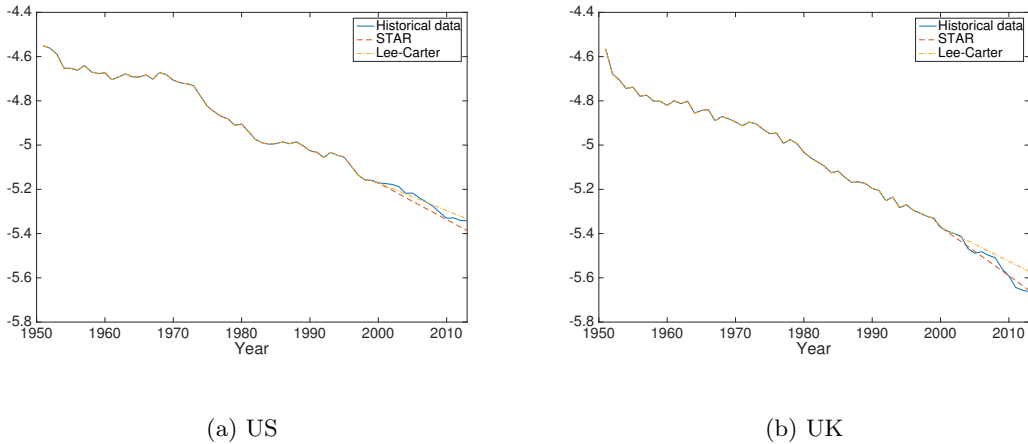 -4.4
-4.6
-4.8
-5
-5.2
-5.4
-5.6
-5.8
1950 1960 1970 1980 1990 2000 2010
Year
Historical data
STAR
Lee-Carter
(a) US
-4.4
-4.6
-4.8
-5
-5.2
-5.4
-5.6
-5.8
1950 1960 1970 1980 1990 2000 2010
Year
Historical data
STAR
Lee-Carter
(b) UK